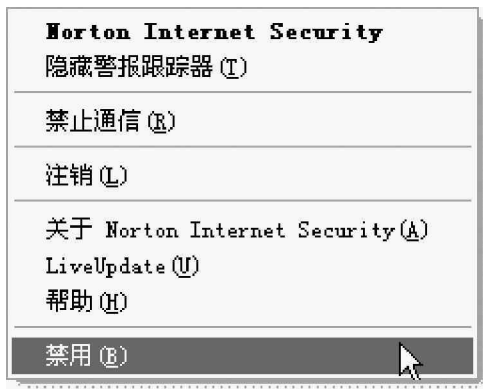 Norton Internet Security
隐藏警报跟踪器(T)
禁止通信(R)
注销(L)
关于 Norton Internet Security(A)
LiveUpdate(U)
帮助(H)
禁用(B)